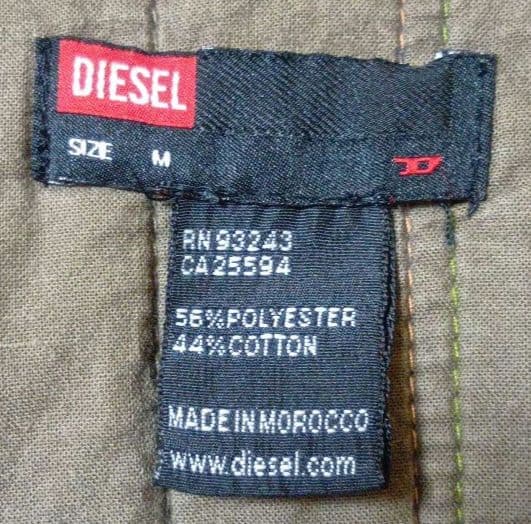 DIESEL
SIZE M
RN 93243
CA 25594
56% POLYESTER
44% COTTON
MADE IN MOROCCO
www.diesel.com